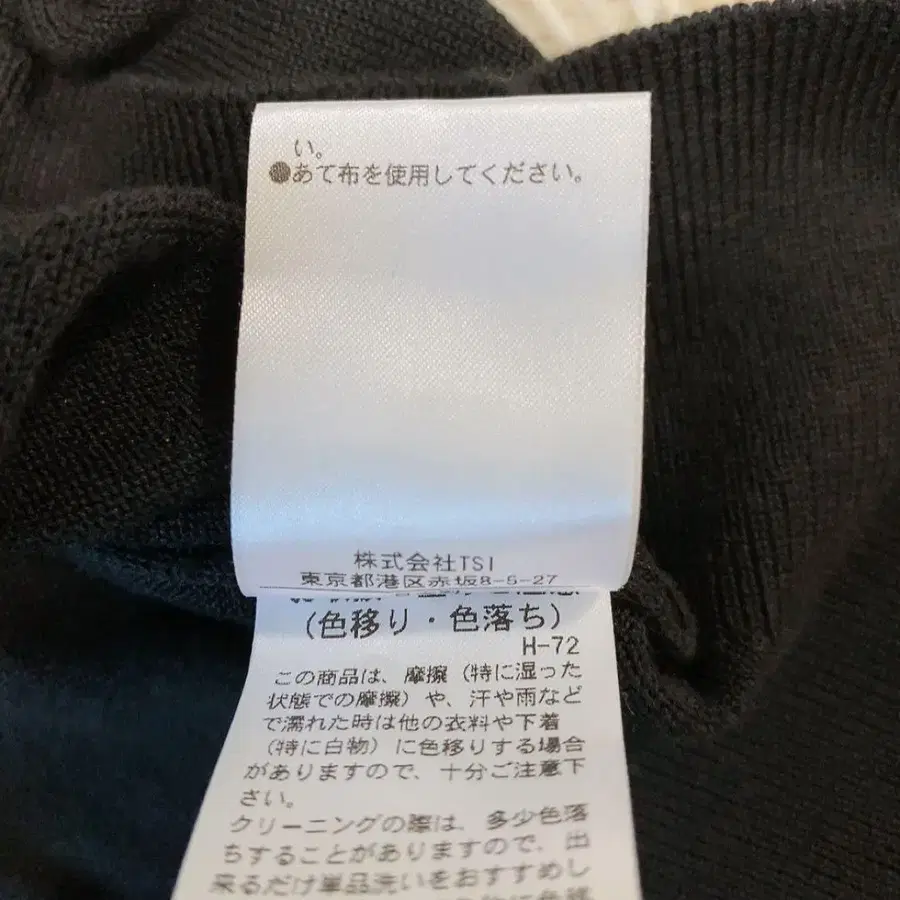 い。
●あて布を使用してください。
株式会社TSI
東京都港区赤坂8-5-27
(色移り・色落ち)
H-72
この商品は、摩擦(特に湿った
状態での摩擦)や、汗や雨など
で濡れた時は他の衣料や下着
(特に白物)に色移りする場合
がありますので、十分ご注意下
さい。
クリーニングの際は、多少色落
ちすることがありますので、出
来るだけ単品洗いをおすすめし